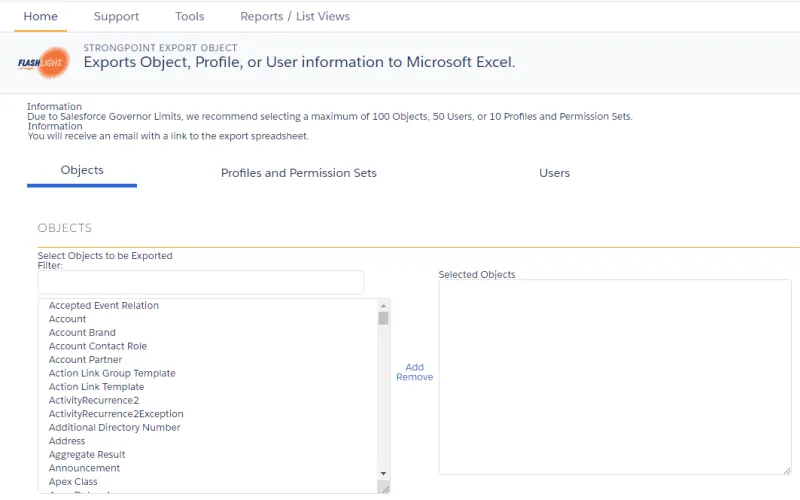 Home Support Tools Reports / List Views
STRONGPOINT EXPORT OBJECT
FLASHLIGHT
Exports Object, Profile, or User information to Microsoft Excel.
Information
Due to Salesforce Governor Limits, we recommend selecting a maximum of 100 Objects, 50 Users, or 10 Profiles and Permission Sets.
Information
You will receive an email with a link to the export spreadsheet.
Objects Profiles and Permission Sets Users
OBJECTS
Select Objects to be Exported
Filter:
Selected Objects
Accepted Event Relation
Account
Account Brand
Account Contact Role
Account Partner
Action Link Group Template
Action Link Template
ActivityRecurrence2
ActivityRecurrence2Exception
Additional Directory Number
Address
Aggregate Result
Announcement
Apex Class
Add
Remove